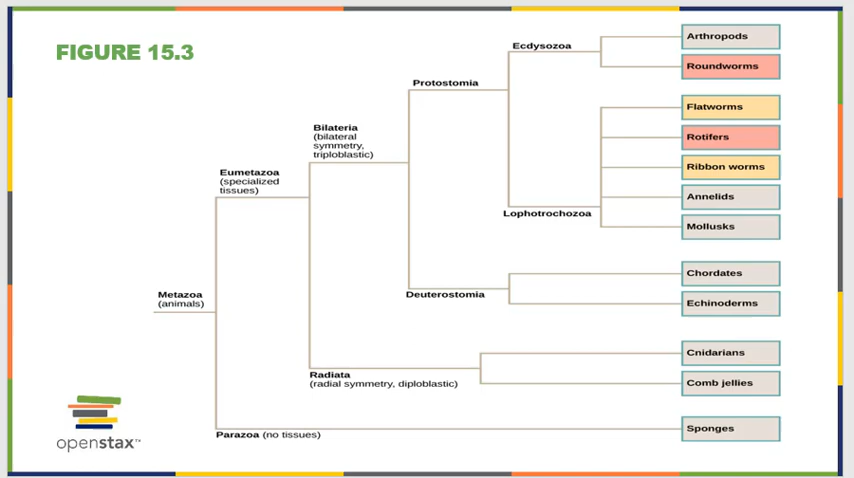 FIGURE 15.3
Ecdysozoa
Arthropods
Roundworms
Protostomia
Flatworms
Bilateria
(bilateral
symmetry,
triploblastic)
Rotifers
Eumetazoa
(specialized
tissues)
Ribbon worms
Annelids
Lophotrochozoa
Mollusks
Chordates
Metazoa
(animals)
Deuterostomia
Echinoderms
Cnidarians
Radiata
(radial symmetry, diploblastic)
Comb jellies
Sponges
Parazoa (no tissues)
openstax™